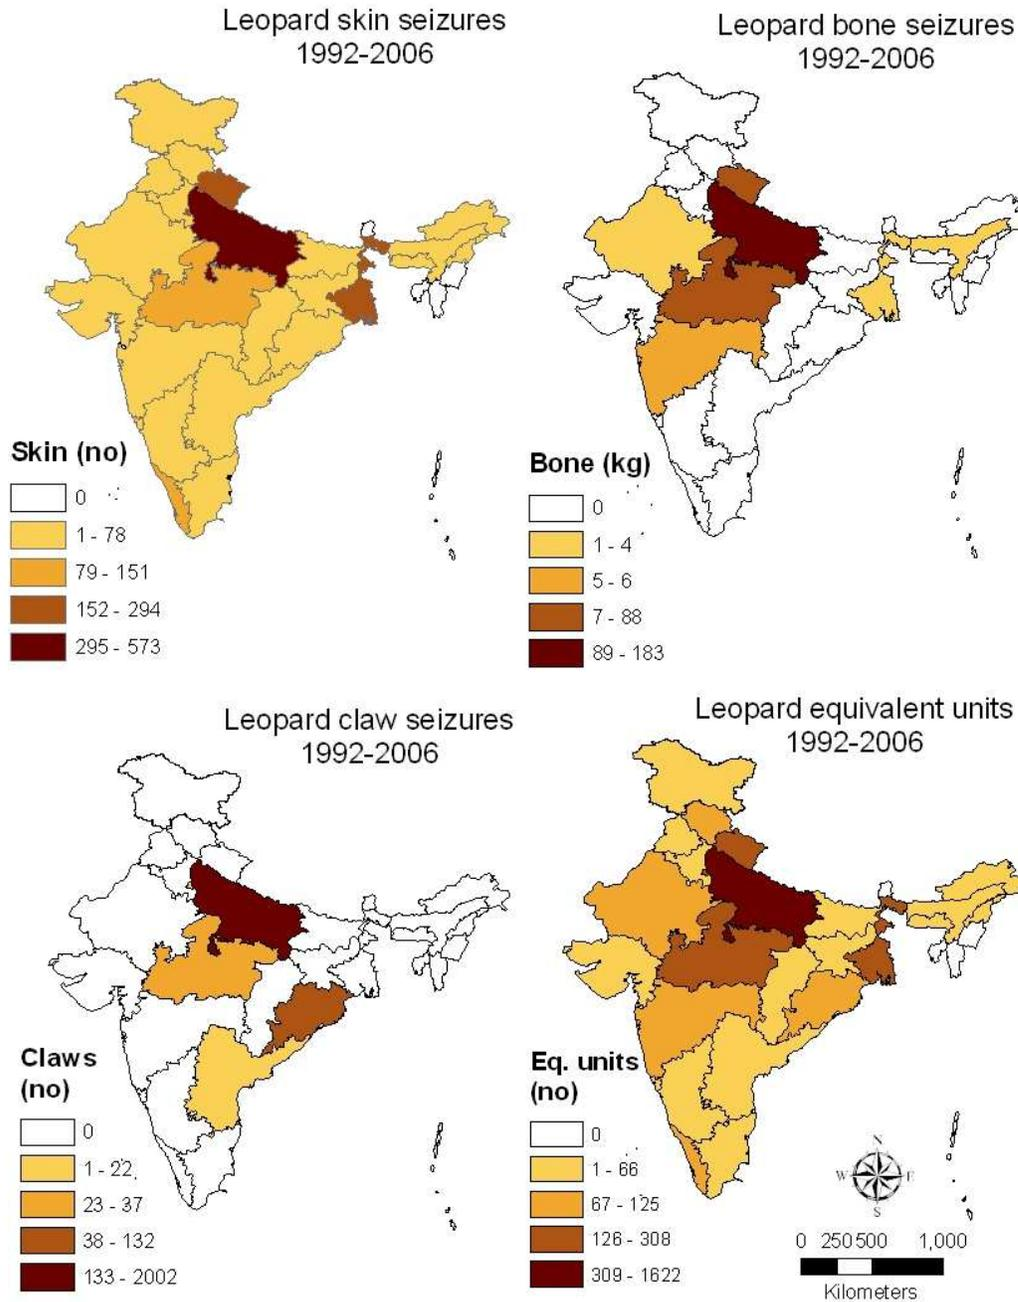 Leopard skin seizures
1992-2006
Leopard bone seizures
1992-2006
Skin (no)
0
1 - 78
79 - 151
152 - 294
295 - 573
Bone (kg)
0
1 - 4
5 - 6
7 - 88
89 - 183
Leopard claw seizures
1992-2006
Leopard equivalent units
1992-2006
Claws
(no)
0
1 - 22
23 - 37
38 - 132
133 - 2002
Eq. units
(no)
0
1 - 66
67 - 125
126 - 308
309 - 1622
N
W E
S
0 250 500 1,000
Kilometers